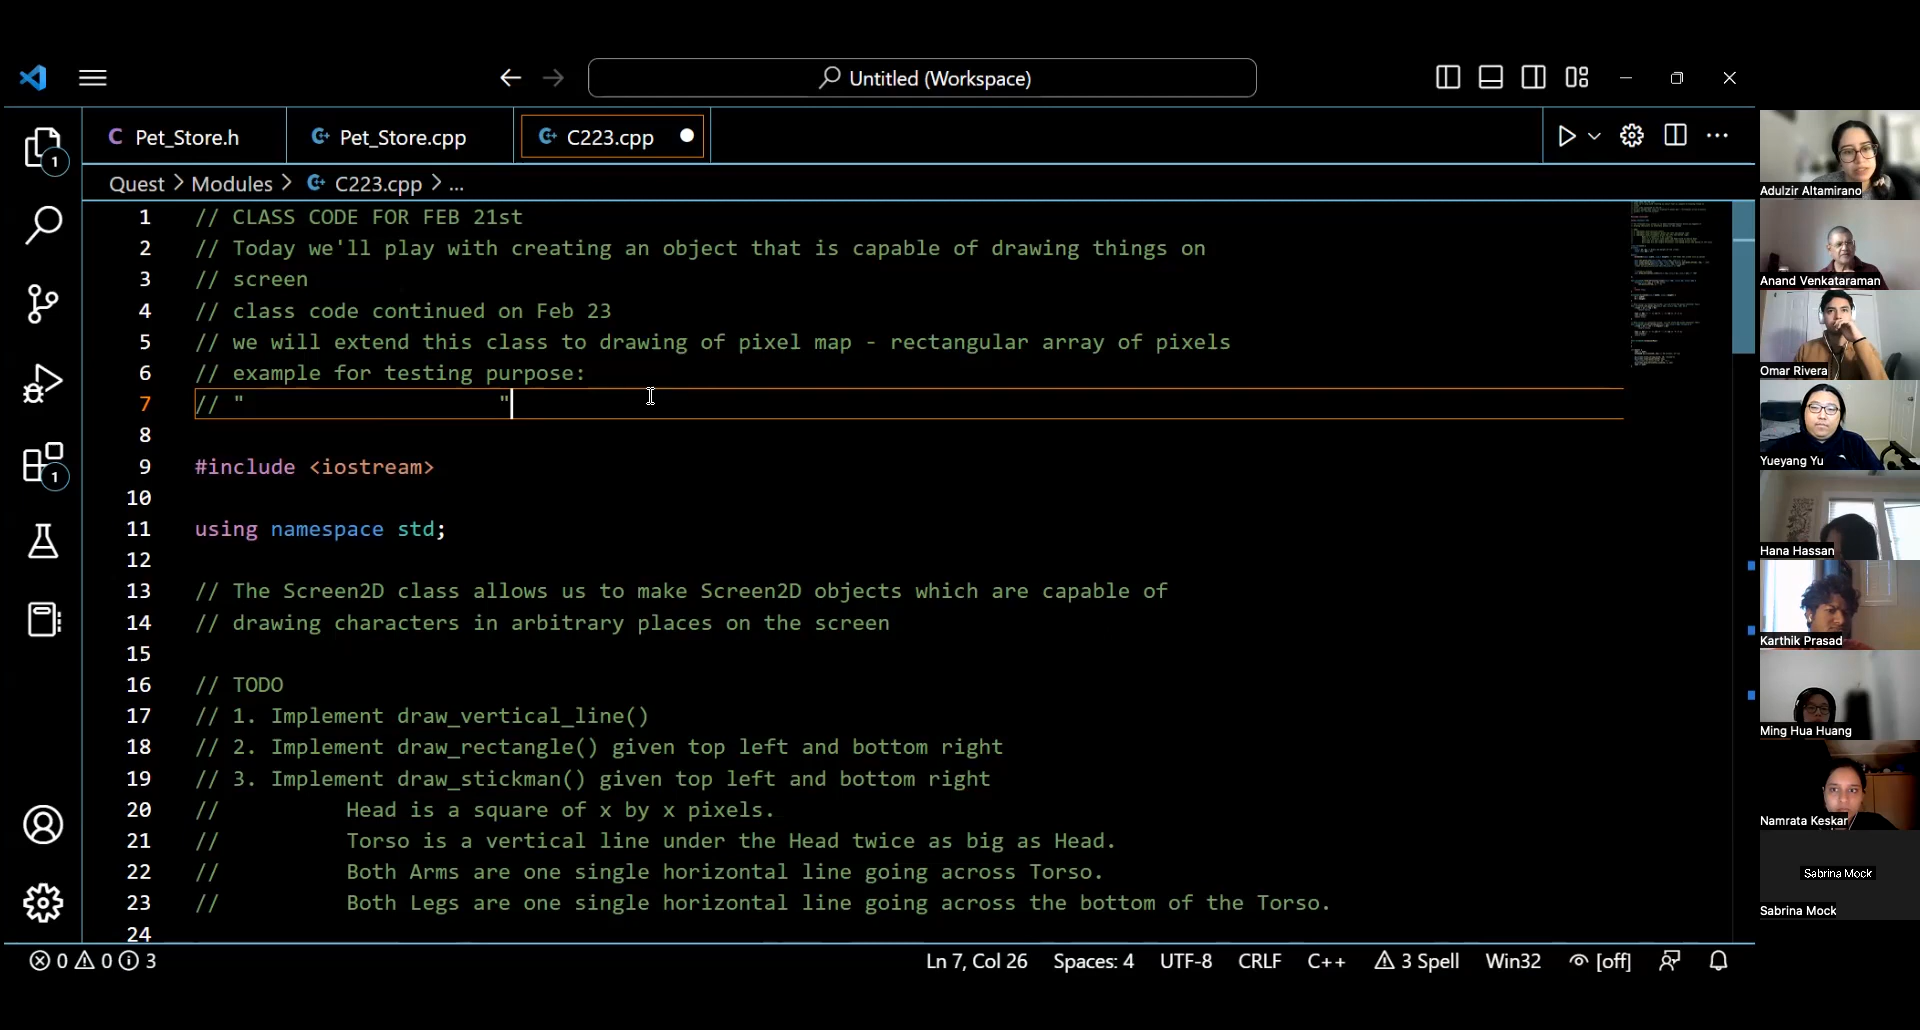 Untitled (Workspace)
C Pet_Store.h
Pet_Store.cpp
C223.cpp
Quest > Modules > C223.cpp > ...
1 // CLASS CODE FOR FEB 21st
2 // Today we'll play with creating an object that is capable of drawing things on
3 // screen
4 // class code continued on Feb 23
5 // we will extend this class to drawing of pixel map - rectangular array of pixels
6 // example for testing purpose:
7 // "                    "
8
9 #include <iostream>
10
11 using namespace std;
12
13 // The Screen2D class allows us to make Screen2D objects which are capable of
14 // drawing characters in arbitrary places on the screen
15
16 // TODO
17 // 1. Implement draw_vertical_line()
18 // 2. Implement draw_rectangle() given top left and bottom right
19 // 3. Implement draw_stickman() given top left and bottom right
20 //          Head is a square of x by x pixels.
21 //          Torso is a vertical line under the Head twice as big as Head.
22 //          Both Arms are one single horizontal line going across Torso.
23 //          Both Legs are one single horizontal line going across the bottom of the Torso.
24
1
1
0 0 3
Ln 7, Col 26 Spaces: 4 UTF-8 CRLF C++ 3 Spell Win32 [off]
Adulzir Altamirano
Anand Venkataraman
Omar Rivera
Yueyang Yu
Hana Hassan
Karthik Prasad
Ming Hua Huang
Namrata Keskar
Sabrina Mock
Sabrina Mock